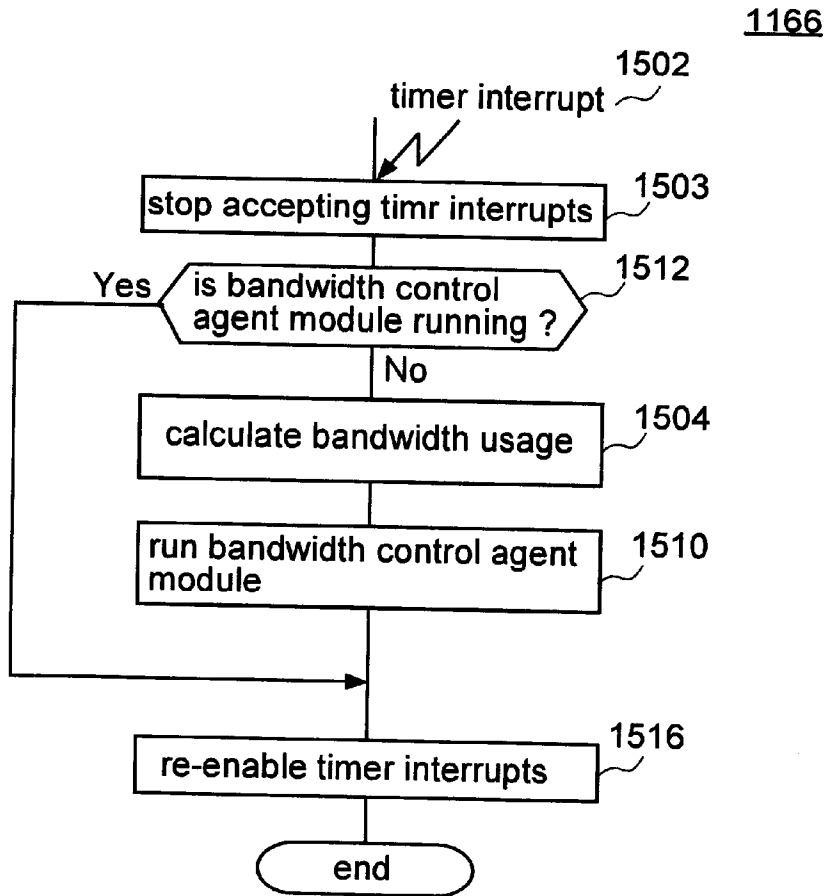 1166
1502
timer interrupt
1503
stop accepting timr interrupts
1512
Yes
is bandwidth control
agent module running ?
No
1504
calculate bandwidth usage
1510
run bandwidth control agent
module
1516
re-enable timer interrupts
end